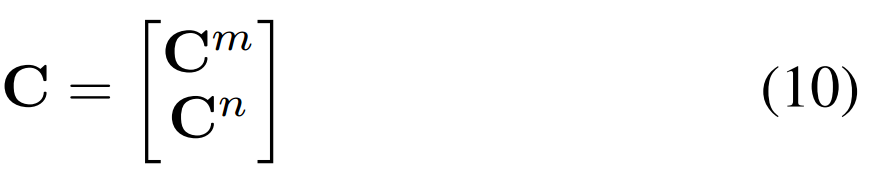 C = [ C^m
C^n ] (10)